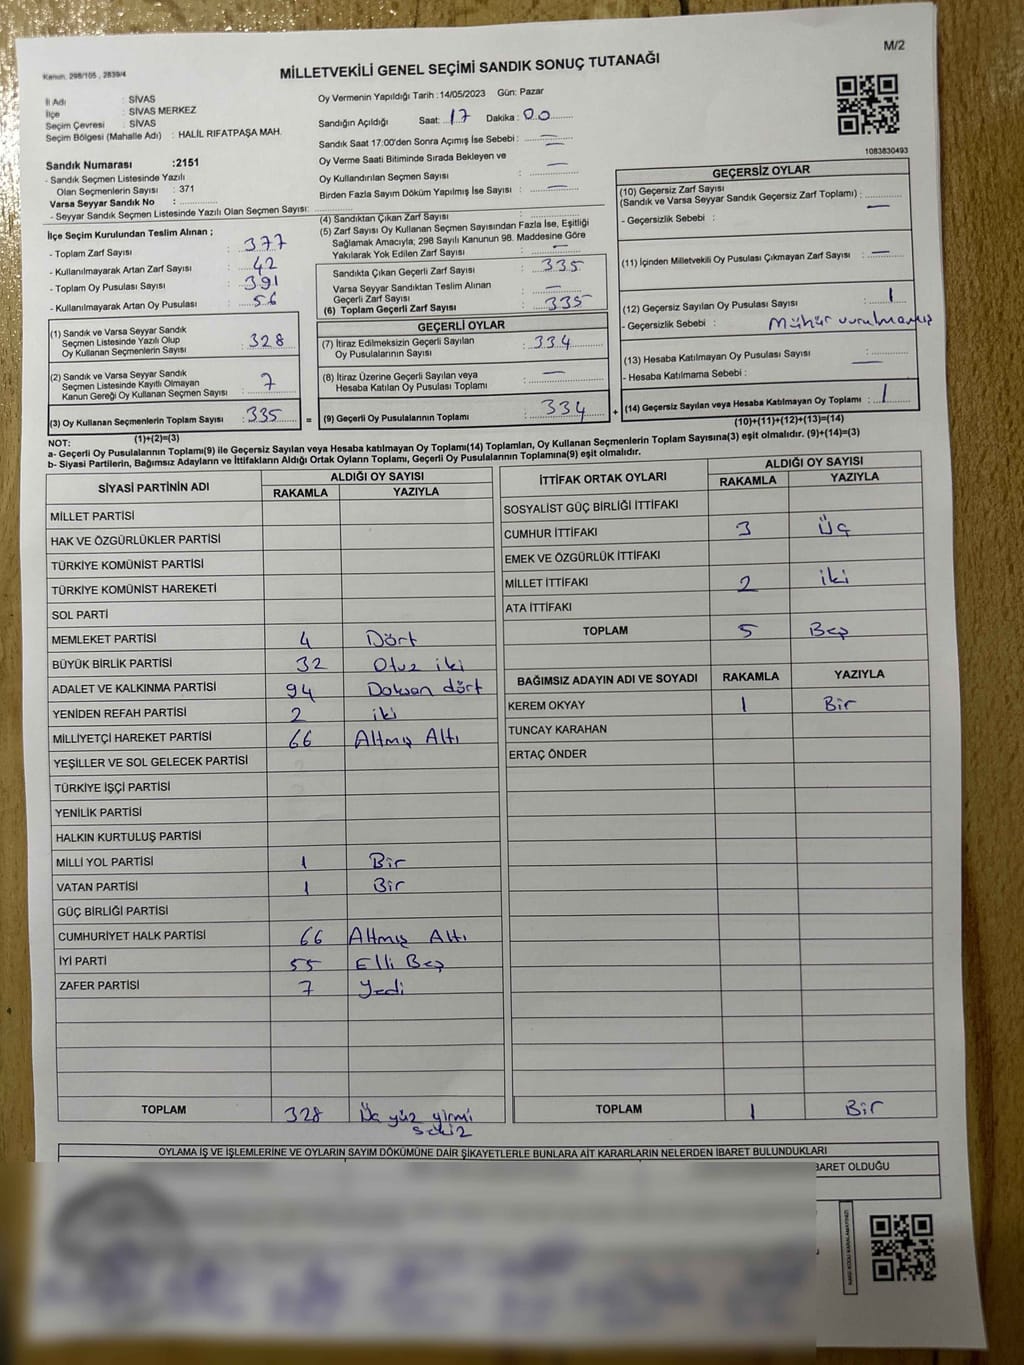 M/2
Kanun, 298/105 , 2839/4
MİLLETVEKİLİ GENEL SEÇİMİ SANDIK SONUÇ TUTANAĞI
İl Adı : SİVAS
İlçe : SİVAS MERKEZ
Seçim Çevresi : SİVAS
Seçim Bölgesi (Mahalle Adı) : HALİL RIFATPAŞA MAH.
Sandık Numarası :2151
- Sandık Seçmen Listesinde Yazılı
Olan Seçmenlerin Sayısı : 371
Varsa Seyyar Sandık No :
- Seyyar Sandık Seçmen Listesinde Yazılı Olan Seçmen Sayısı:
Oy Vermenin Yapıldığı Tarih :14/05/2023 Gün: Pazar
Sandığın Açıldığı Saat: 17 Dakika : 00
Sandık Saat 17:00'den Sonra Açımış İse Sebebi : —
Oy Verme Saati Bitiminde Sırada Bekleyen ve
Oy Kullandırılan Seçmen Sayısı : —
Birden Fazla Sayım Döküm Yapılmış İse Sayısı : —
1083830493
İlçe Seçim Kurulundan Teslim Alınan ;
- Toplam Zarf Sayısı : 377
- Kullanılmayarak Artan Zarf Sayısı : 42
- Toplam Oy Pusulası Sayısı : 391
- Kullanılmayarak Artan Oy Pusulası : 56
(4) Sandıktan Çıkan Zarf Sayısı :
(5) Zarf Sayısı Oy Kullanan Seçmen Sayısından Fazla İse, Eşitliği
Sağlamak Amacıyla; 298 Sayılı Kanunun 98. Maddesine Göre
Yakılarak Yok Edilen Zarf Sayısı : —
Sandıkta Çıkan Geçerli Zarf Sayısı : 335
Varsa Seyyar Sandıktan Teslim Alınan
Geçerli Zarf Sayısı : —
(6) Toplam Geçerli Zarf Sayısı : 335
GEÇERSİZ OYLAR
(10) Geçersiz Zarf Sayısı
(Sandık ve Varsa Seyyar Sandık Geçersiz Zarf Toplamı) : —
- Geçersizlik Sebebi :
(11) İçinden Milletvekili Oy Pusulası Çıkmayan Zarf Sayısı : —
(12) Geçersiz Sayılan Oy Pusulası Sayısı : 1
- Geçersizlik Sebebi : Mühür vurulmamış
(13) Hesaba Katılmayan Oy Pusulası Sayısı : —
- Hesaba Katılmama Sebebi :
(14) Geçersiz Sayılan veya Hesaba Katılmayan Oy Toplamı : 1
(10)+(11)+(12)+(13)=(14)
(1) Sandık ve Varsa Seyyar Sandık
Seçmen Listesinde Yazılı Olup
Oy Kullanan Seçmenlerin Sayısı : 328
(2) Sandık ve Varsa Seyyar Sandık
Seçmen Listesinde Kayıtlı Olmayan
Kanun Gereği Oy Kullanan Seçmen Sayısı : 7
(3) Oy Kullanan Seçmenlerin Toplam Sayısı : 335 =
(1)+(2)=(3)
GEÇERLİ OYLAR
(7) İtiraz Edilmeksizin Geçerli Sayılan
Oy Pusulalarının Sayısı : 334
(8) İtiraz Üzerine Geçerli Sayılan veya
Hesaba Katılan Oy Pusulası Toplamı : —
(9) Geçerli Oy Pusulalarının Toplamı : 334 +
NOT:
a- Geçerli Oy Pusulalarının Toplamı(9) ile Geçersiz Sayılan veya Hesaba katılmayan Oy Toplamı(14) Toplamları, Oy Kullanan Seçmenlerin Toplam Sayısına(3) eşit olmalıdır. (9)+(14)=(3)
b- Siyasi Partilerin, Bağımsız Adayların ve İttifakların Aldığı Ortak Oyların Toplamı, Geçerli Oy Pusulalarının Toplamına(9) eşit olmalıdır.
SİYASİ PARTİNİN ADI ALDIĞI OY SAYISI
RAKAMLA YAZIYLA
MİLLET PARTİSİ
HAK VE ÖZGÜRLÜKLER PARTİSİ
TÜRKİYE KOMÜNİST PARTİSİ
TÜRKİYE KOMÜNİST HAREKETİ
SOL PARTİ
MEMLEKET PARTİSİ 4 Dört
BÜYÜK BİRLİK PARTİSİ 32 Otuz iki
ADALET VE KALKINMA PARTİSİ 94 Doksan dört
YENİDEN REFAH PARTİSİ 2 iki
MİLLİYETÇİ HAREKET PARTİSİ 66 Altmış Altı
YEŞİLLER VE SOL GELECEK PARTİSİ
TÜRKİYE İŞÇİ PARTİSİ
YENİLİK PARTİSİ
HALKIN KURTULUŞ PARTİSİ
MİLLİ YOL PARTİSİ 1 Bir
VATAN PARTİSİ 1 Bir
GÜÇ BİRLİĞİ PARTİSİ
CUMHURİYET HALK PARTİSİ 66 Altmış Altı
İYİ PARTİ 55 Elli Beş
ZAFER PARTİSİ 7 Yedi
TOPLAM 328 Üç yüz yirmi
sekiz
İTTİFAK ORTAK OYLARI ALDIĞI OY SAYISI
RAKAMLA YAZIYLA
SOSYALİST GÜÇ BİRLİĞİ İTTİFAKI
CUMHUR İTTİFAKI 3 Üç
EMEK VE ÖZGÜRLÜK İTTİFAKI
MİLLET İTTİFAKI 2 iki
ATA İTTİFAKI
TOPLAM 5 Beş
BAĞIMSIZ ADAYIN ADI VE SOYADI RAKAMLA YAZIYLA
KEREM OKYAY 1 Bir
TUNCAY KARAHAN
ERTAÇ ÖNDER
TOPLAM 1 Bir
OYLAMA İŞ VE İŞLEMLERİNE VE OYLARIN SAYIM DÖKÜMÜNE DAİR ŞİKAYETLERLE BUNLARA AİT KARARLARIN NELERDEN İBARET BULUNDUKLARI
BARET OLDUĞU